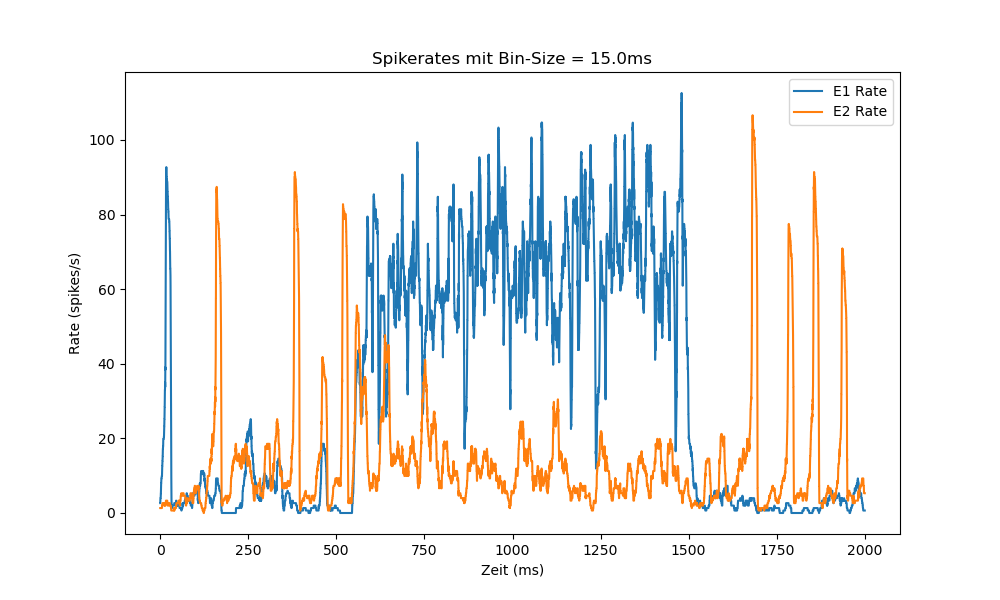 Spikerates mit Bin-Size = 15.0ms
E1 Rate
E2 Rate
Rate (spikes/s)
100
80
60
40
20
0
0 250 500 750 1000 1250 1500 1750 2000
Zeit (ms)